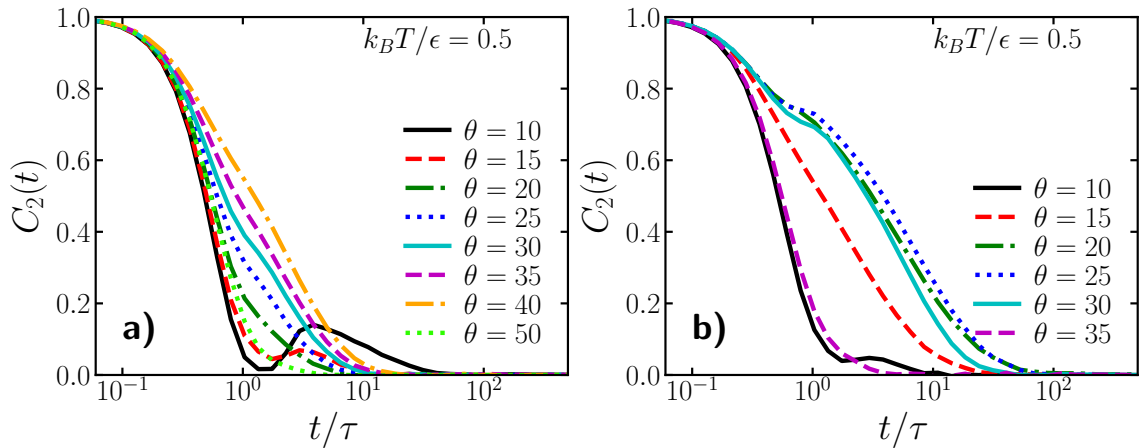 1.0
0.8
0.6
0.4
0.2
0.0
C₂(t)
k_BT/ϵ = 0.5
θ = 10
θ = 15
θ = 20
θ = 25
θ = 30
θ = 35
θ = 40
θ = 50
a)
10⁻¹ 10⁰ 10¹ 10²
t/τ
1.0
0.8
0.6
0.4
0.2
0.0
C₂(t)
k_BT/ϵ = 0.5
θ = 10
θ = 15
θ = 20
θ = 25
θ = 30
θ = 35
b)
10⁻¹ 10⁰ 10¹ 10²
t/τ